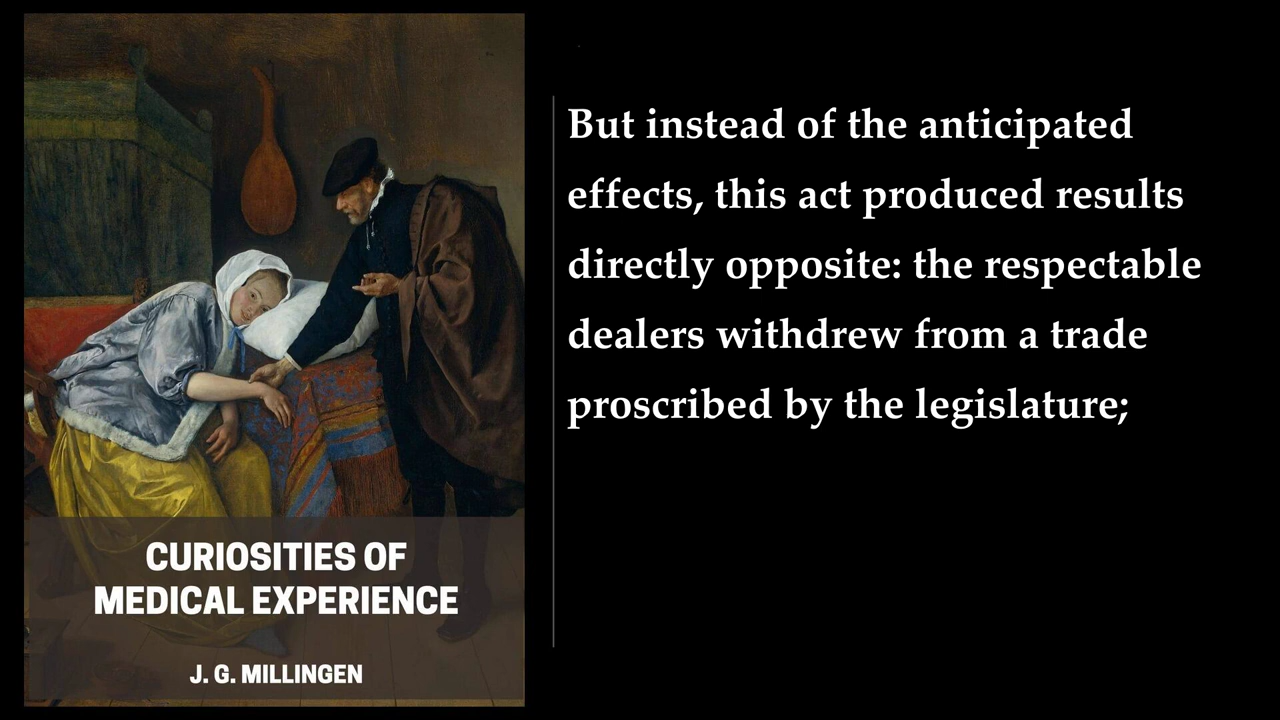 CURIOSITIES OF
MEDICAL EXPERIENCE
J. G. MILLINGEN
But instead of the anticipated
effects, this act produced results
directly opposite: the respectable
dealers withdrew from a trade
proscribed by the legislature;